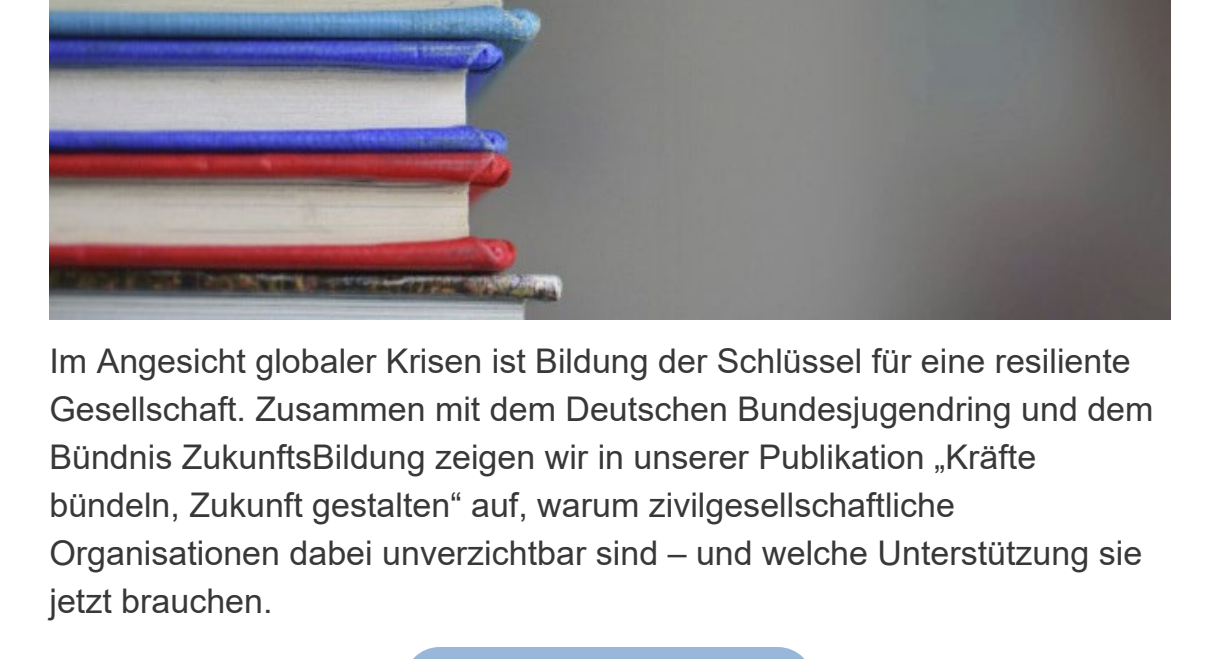 Im Angesicht globaler Krisen ist Bildung der Schlüssel für eine resiliente
Gesellschaft. Zusammen mit dem Deutschen Bundesjugendring und dem
Bündnis ZukunftsBildung zeigen wir in unserer Publikation „Kräfte
bündeln, Zukunft gestalten“ auf, warum zivilgesellschaftliche
Organisationen dabei unverzichtbar sind – und welche Unterstützung sie
jetzt brauchen.